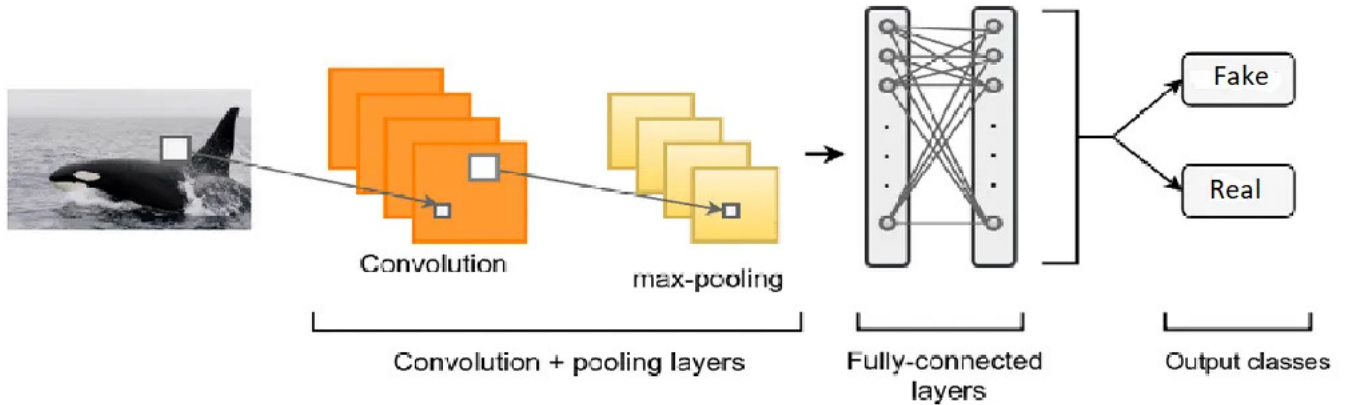 Fake
Real
Convolution
max-pooling
Convolution + pooling layers
Fully-connected
layers
Output classes